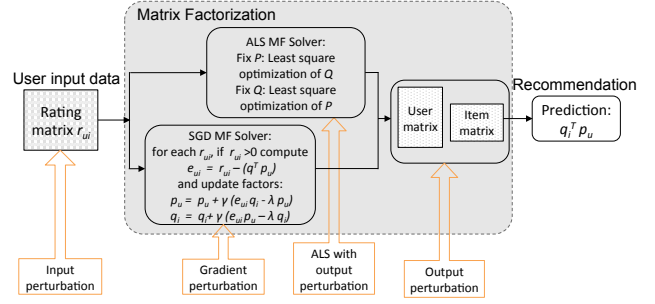 Matrix Factorization
User input data
Rating
matrix r_ui
ALS MF Solver:
Fix P: Least square
optimization of Q
Fix Q: Least square
optimization of P
SGD MF Solver:
for each r_ui, if r_ui >0 compute
e_ui = r_ui − (q^T p_u)
and update factors:
p_u = p_u + γ (e_ui q_i - λ p_u)
q_i = q_i + γ (e_ui p_u − λ q_i)
User
matrix
Item
matrix
Recommendation
Prediction:
q_i^T p_u
Input
perturbation
Gradient
perturbation
ALS with
output
perturbation
Output
perturbation